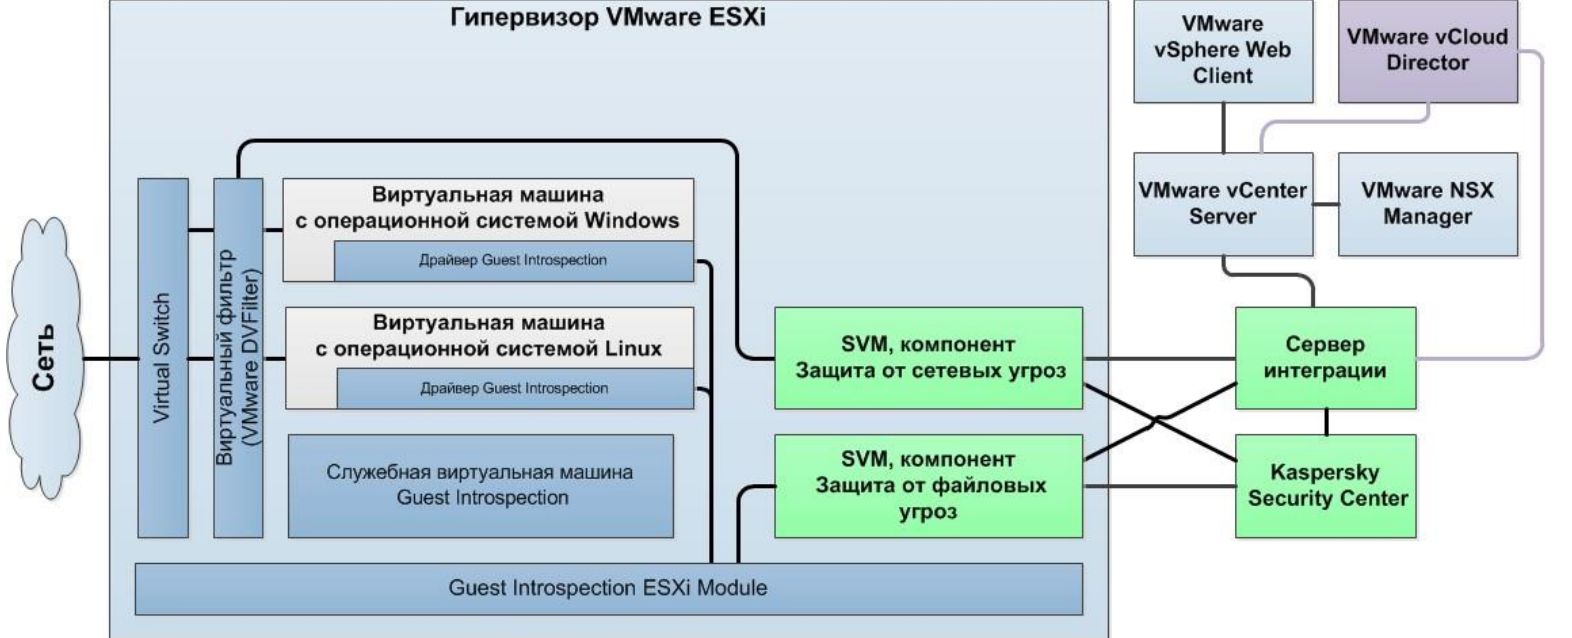 Гипервизор VMware ESXi
VMware
vSphere Web
Client
VMware vCloud
Director
Виртуальная машина
с операционной системой Windows
Драйвер Guest Introspection
VMware vCenter
Server
VMware NSX
Manager
Сеть
Virtual Switch
Виртуальный фильтр
(VMware DVFilter)
Виртуальная машина
с операционной системой Linux
Драйвер Guest Introspection
SVM, компонент
Защита от сетевых угроз
Сервер
интеграции
Служебная виртуальная машина
Guest Introspection
SVM, компонент
Защита от файловых
угроз
Kaspersky
Security Center
Guest Introspection ESXi Module